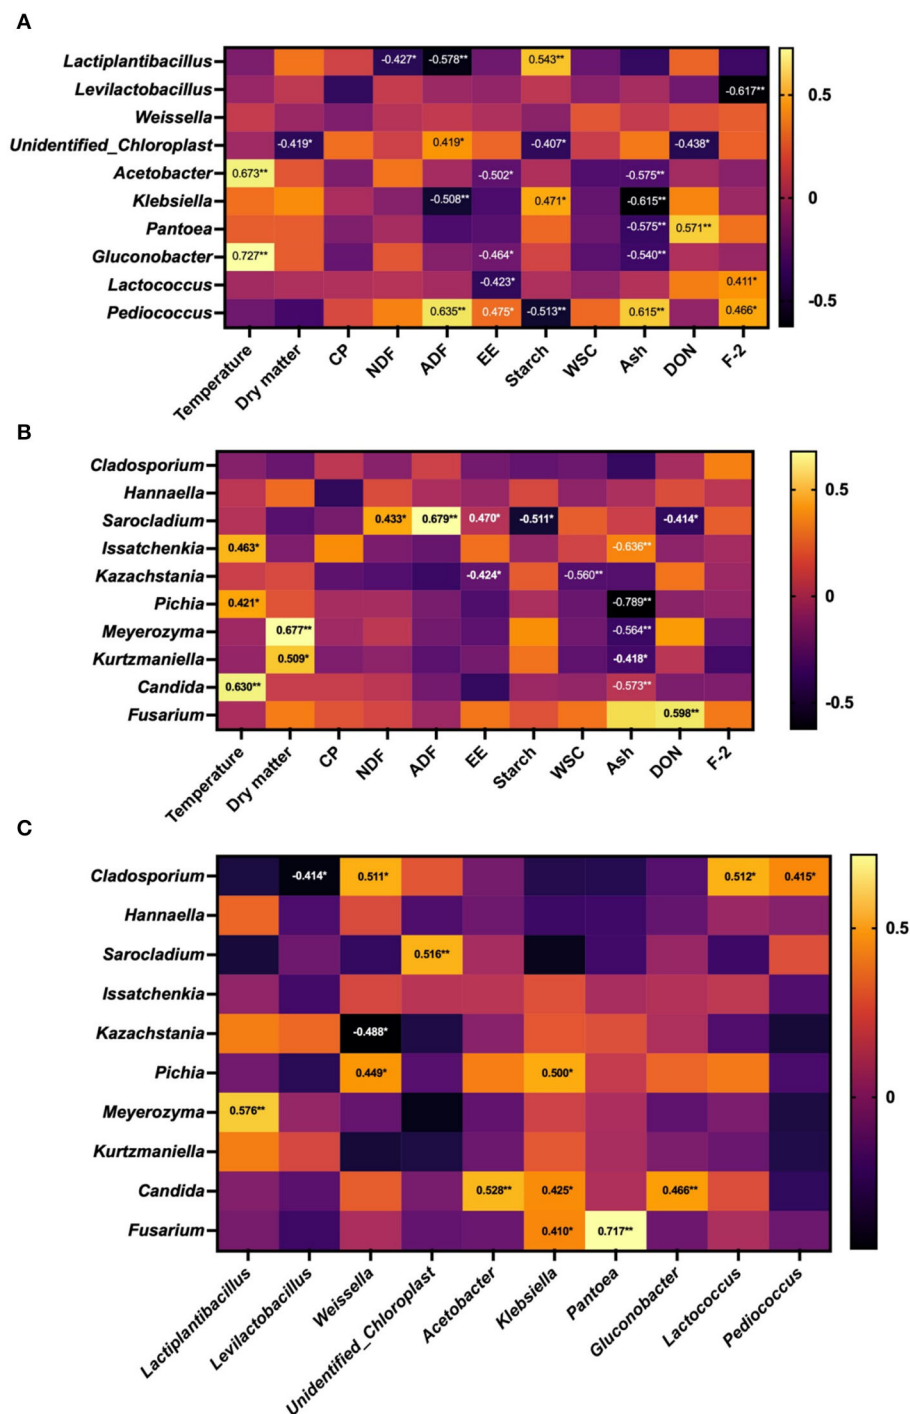 A
Lactiplantibacillus -0.427* -0.578** 0.543**
0.5
Levilactobacillus -0.617**
Weissella
Unidentified_Chloroplast -0.419* 0.419* -0.407* -0.438*
Acetobacter 0.673** -0.502* -0.575**
0
Klebsiella -0.508** 0.471* -0.615**
Pantoea -0.575** 0.571**
Gluconobacter 0.727** -0.464* -0.540**
Lactococcus -0.423* 0.411*
-0.5
Pediococcus 0.635** 0.475* -0.513** 0.615** 0.466*
Temperature Dry matter CP NDF ADF EE Starch WSC Ash DON F-2
B
Cladosporium
Hannaella
0.5
Sarocladium 0.433* 0.679** 0.470* -0.511* -0.414*
Issatchenkia 0.463* -0.636**
Kazachstania -0.424* -0.560**
0
Pichia 0.421* -0.789**
Meyerozyma 0.677** -0.564**
Kurtzmaniella 0.509* -0.418*
Candida 0.630** -0.573**
-0.5
Fusarium 0.598**
Temperature Dry matter CP NDF ADF EE Starch WSC Ash DON F-2
C
Cladosporium -0.414* 0.511* 0.512* 0.415*
Hannaella
0.5
Sarocladium 0.516**
Issatchenkia
Kazachstania -0.488*
Pichia 0.449* 0.500*
0
Meyerozyma 0.576**
Kurtzmaniella
Candida 0.528** 0.425* 0.466**
Fusarium 0.410* 0.717**
Lactiplantibacillus Levilactobacillus Weissella Unidentified_Chloroplast Acetobacter Klebsiella Pantoea Gluconobacter Lactococcus Pediococcus